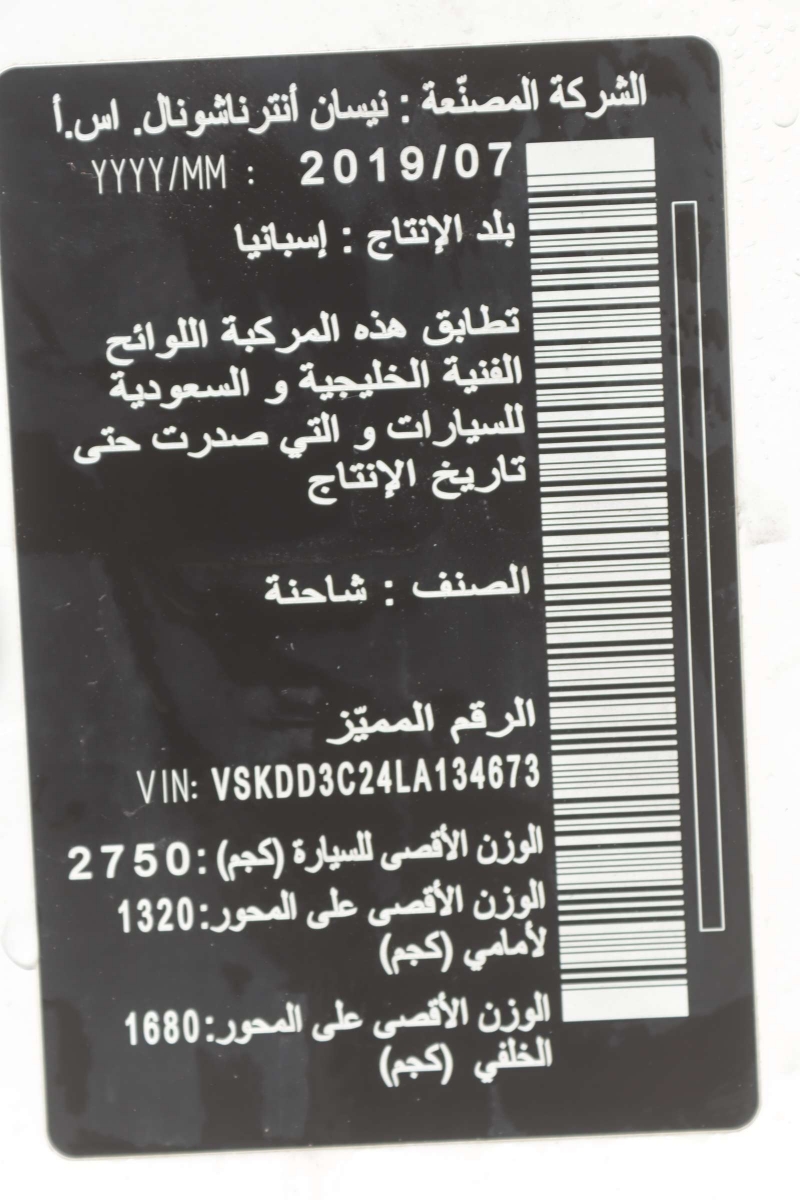 الشركة المصنّعة : نيسان أنترناشونال. اس.أ
YYYY/MM : 2019/07
بلد الإنتاج : إسبانيا
تطابق هذه المركبة اللوائح
الفنية الخليجية و السعودية
للسيارات و التي صدرت حتى
تاريخ الإنتاج
الصنف : شاحنة
الرقم المميّز
VIN: VSKDD3C24LA134673
الوزن الأقصى للسيارة (كجم) :2750
الوزن الأقصى على المحور:1320
لأمامي (كجم)
الوزن الأقصى على المحور:1680
الخلفي (كجم)